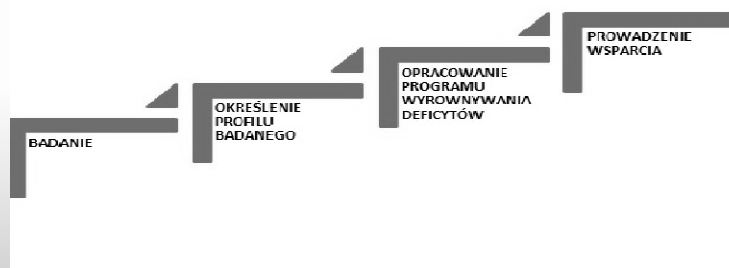 BADANIE
OKREŚLENIE
PROFILU
BADANEGO
OPRACOWANIE
PROGRAMU
WYROWNYWANIA
DEFICYTÓW
PROWADZENIE
WSPARCIA